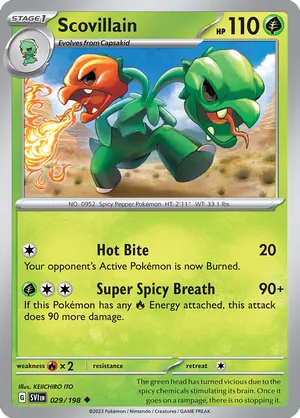 STAGE 1
Scovillain
HP 110
Evolves from Capsakid
NO. 0952 Spicy Pepper Pokémon HT: 2'11" WT: 33.1 lbs.
Hot Bite 20
Your opponent's Active Pokémon is now Burned.
Super Spicy Breath 90+
If this Pokémon has any Energy attached, this attack
does 90 more damage.
weakness × 2 resistance retreat
Illus. KEIICHIRO ITO
G SVI EN 029/198
The green head has turned vicious due to the
spicy chemicals stimulating its brain. Once it
goes on a rampage, there is no stopping it.
©2023 Pokémon / Nintendo / Creatures / GAME FREAK